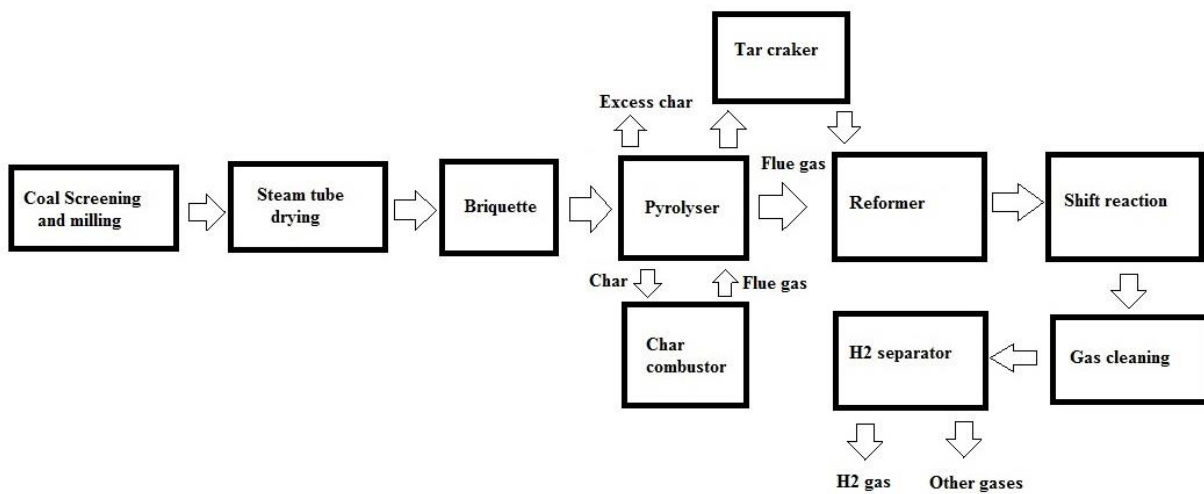 Tar craker
Excess char
Flue gas
Coal Screening
and milling
Steam tube
drying
Briquette
Pyrolyser
Reformer
Shift reaction
Char
Flue gas
Char
combustor
H2 separator
Gas cleaning
H2 gas
Other gases